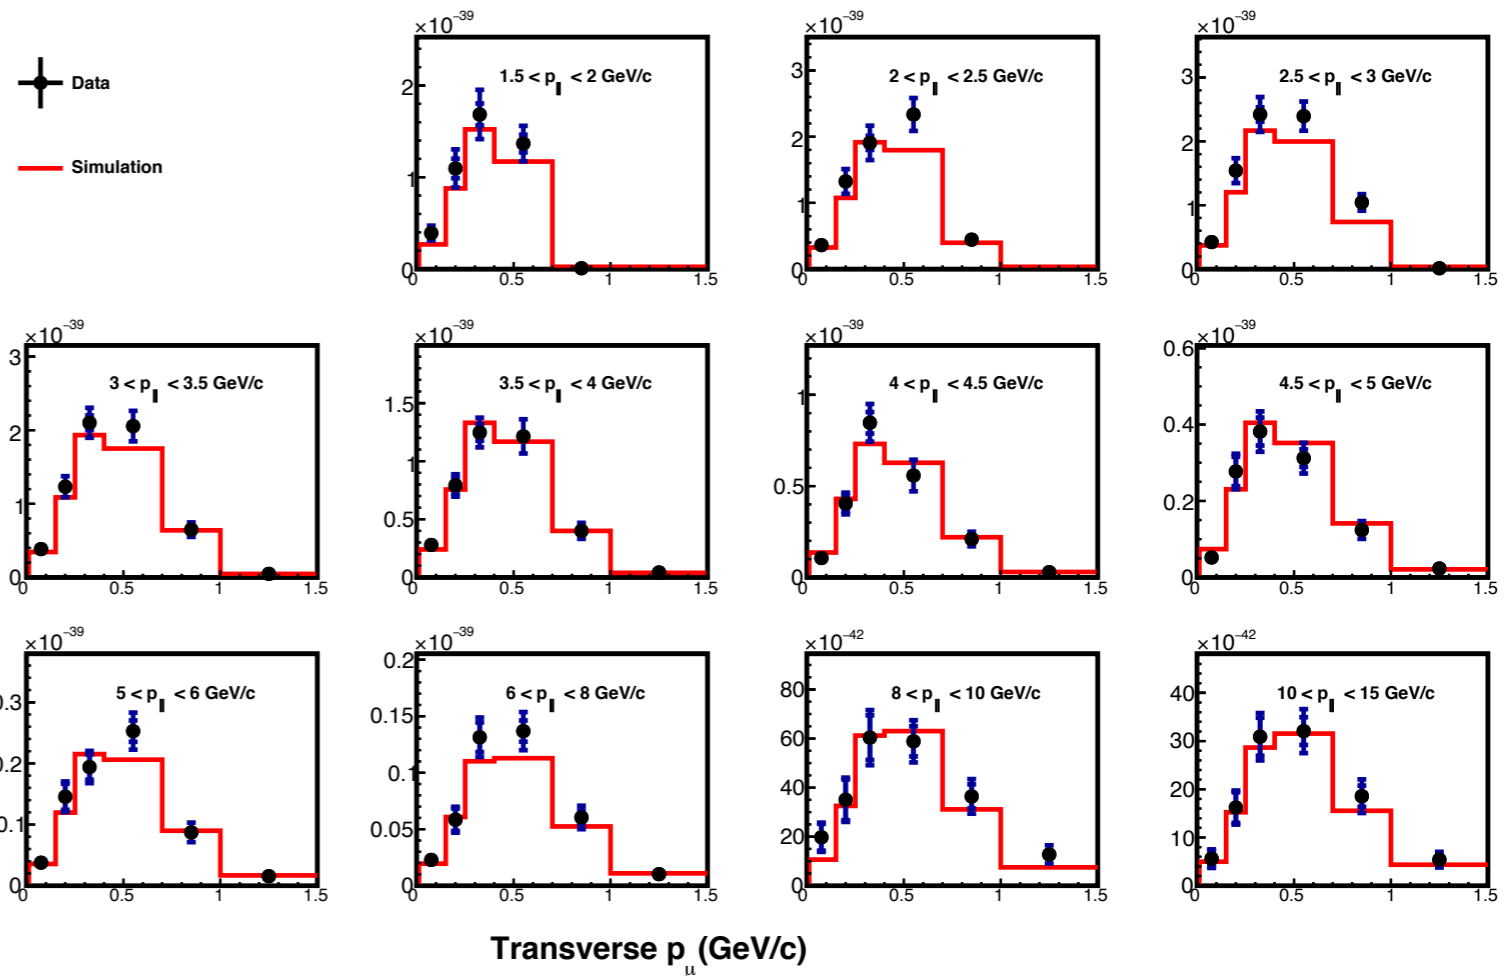 Data
Simulation
×10⁻³⁹
1.5 < p∥ < 2 GeV/c
2
1
0
0 0.5 1 1.5
×10⁻³⁹
2 < p∥ < 2.5 GeV/c
3
2
1
0
0 0.5 1 1.5
×10⁻³⁹
2.5 < p∥ < 3 GeV/c
3
2
1
0
0 0.5 1 1.5
×10⁻³⁹
3 < p∥ < 3.5 GeV/c
3
2
1
0
0 0.5 1 1.5
×10⁻³⁹
3.5 < p∥ < 4 GeV/c
1.5
1
0.5
0
0 0.5 1 1.5
×10⁻³⁹
4 < p∥ < 4.5 GeV/c
1
0.5
0
0 0.5 1 1.5
×10⁻³⁹
0.6
4.5 < p∥ < 5 GeV/c
0.4
0.2
0
0 0.5 1 1.5
×10⁻³⁹
5 < p∥ < 6 GeV/c
0.3
0.2
0.1
0
0 0.5 1 1.5
×10⁻³⁹
0.2
6 < p∥ < 8 GeV/c
0.15
0.1
0.05
0
0 0.5 1 1.5
×10⁻⁴²
8 < p∥ < 10 GeV/c
80
60
40
20
0
0 0.5 1 1.5
×10⁻⁴²
10 < p∥ < 15 GeV/c
40
30
20
10
0
0 0.5 1 1.5
Transverse pμ (GeV/c)